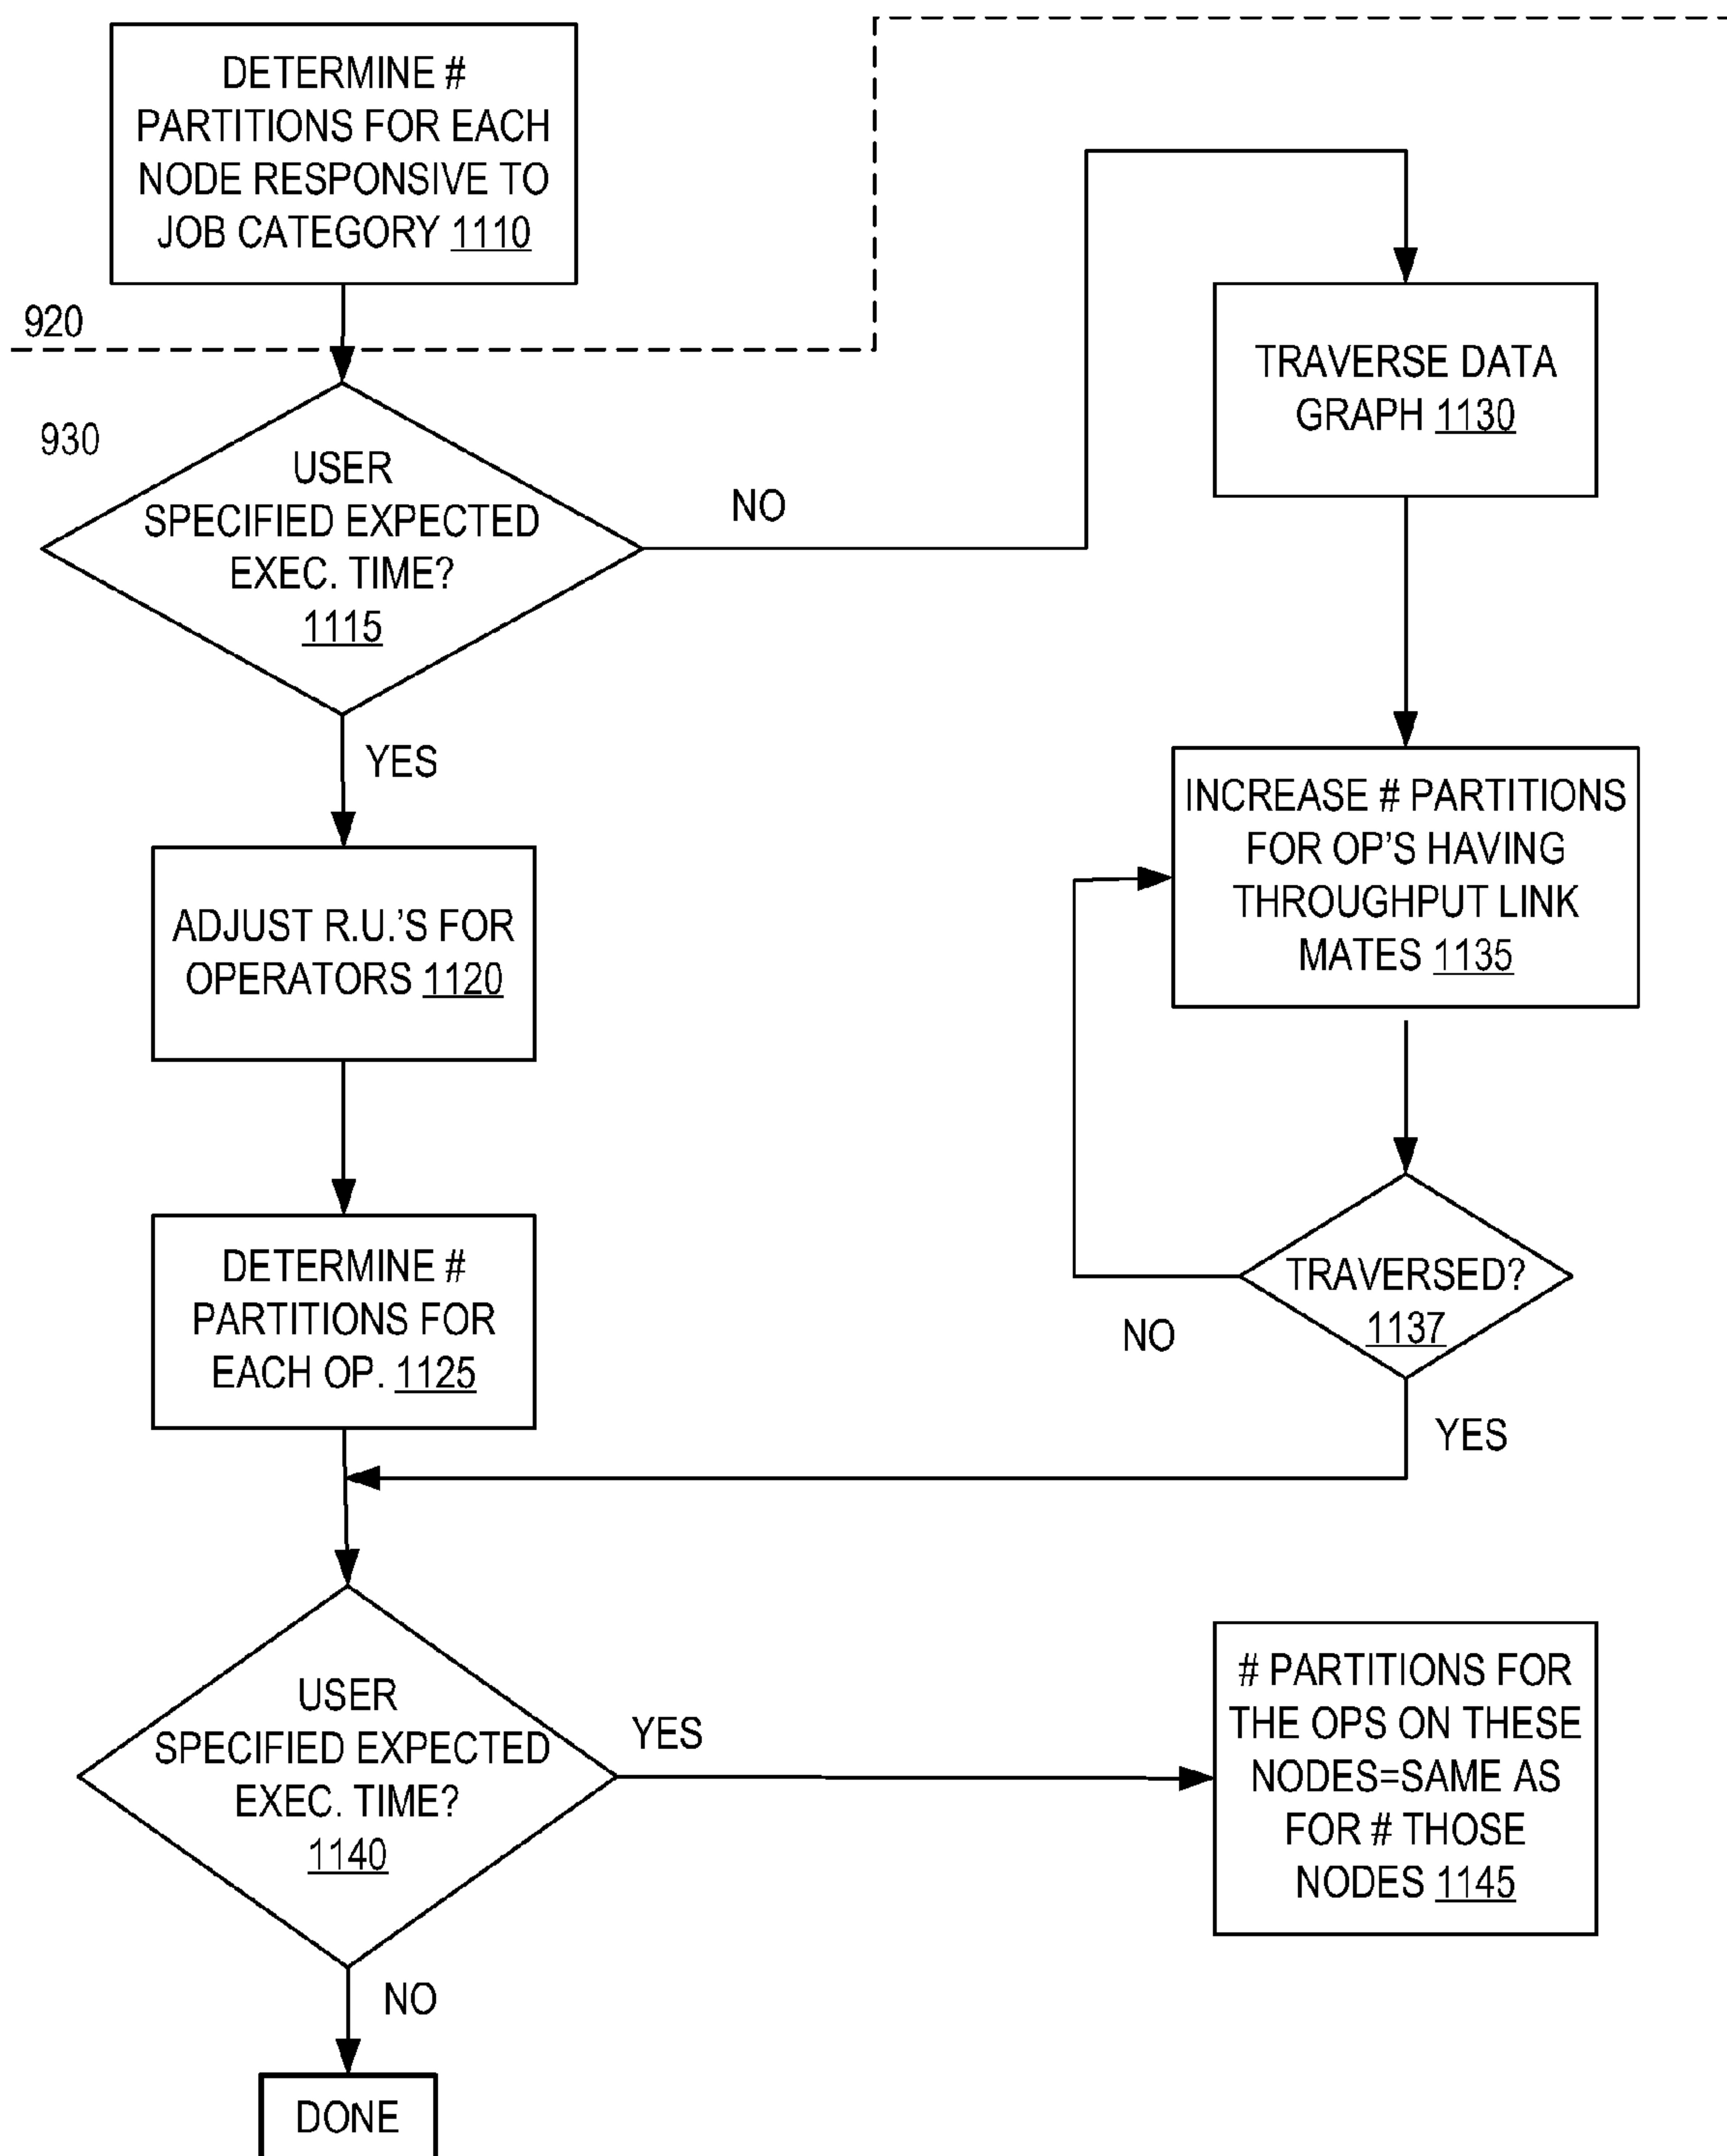 DETERMINE #
PARTITIONS FOR EACH
NODE RESPONSIVE TO
JOB CATEGORY 1110
920
930
USER
SPECIFIED EXPECTED
EXEC. TIME?
1115
NO
YES
TRAVERSE DATA
GRAPH 1130
ADJUST R.U.'S FOR
OPERATORS 1120
INCREASE # PARTITIONS
FOR OP'S HAVING
THROUGHPUT LINK
MATES 1135
DETERMINE #
PARTITIONS FOR
EACH OP. 1125
TRAVERSED?
1137
NO
YES
USER
SPECIFIED EXPECTED
EXEC. TIME?
1140
YES
NO
# PARTITIONS FOR
THE OPS ON THESE
NODES=SAME AS
FOR # THOSE
NODES 1145
DONE